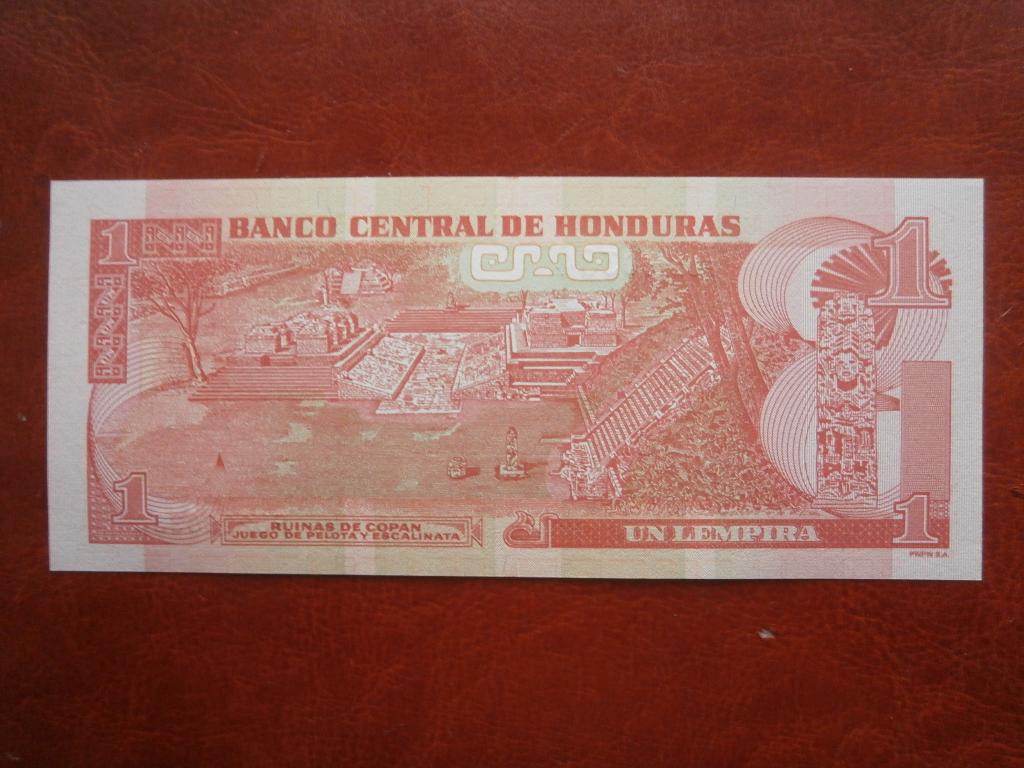 1
BANCO CENTRAL DE HONDURAS
1
1
RUINAS DE COPAN
JUEGO DE PELOTA Y ESCALINATA
UN LEMPIRA
1